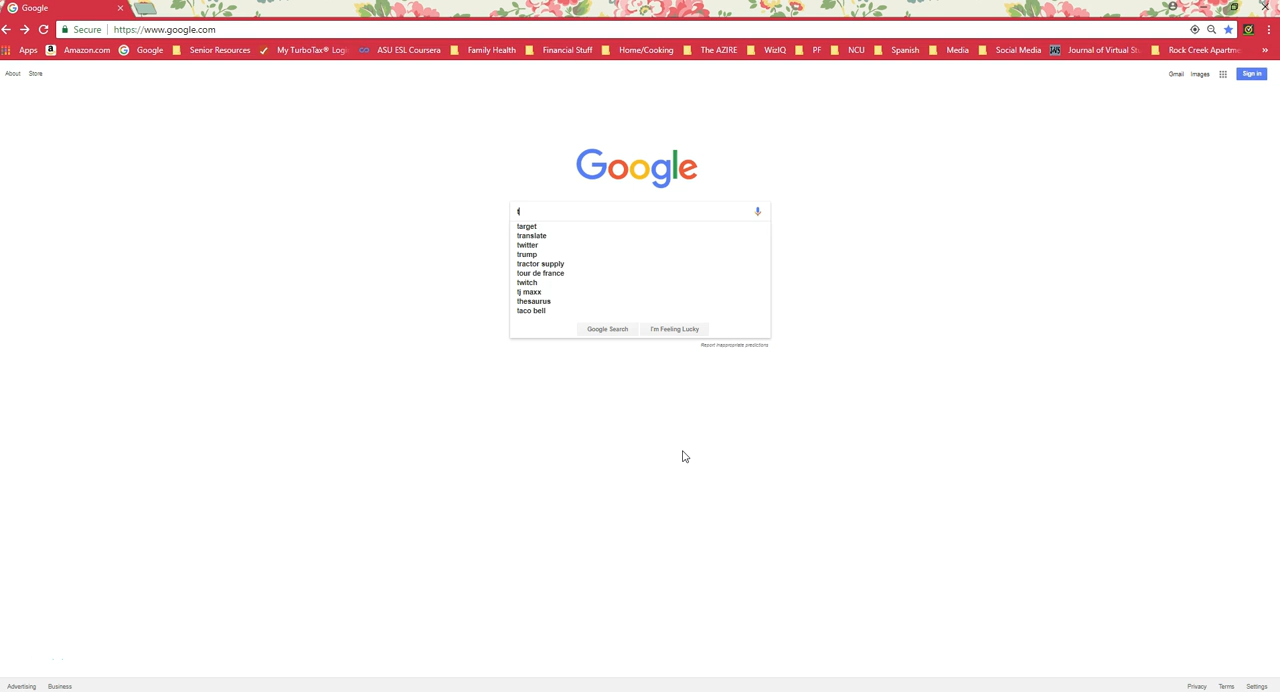 Google
Secure https://www.google.com
Apps Amazon.com Google Senior Resources My TurboTax® Logi ASU ESL Coursera Family Health Financial Stuff Home/Cooking The AZIRE WizIQ PF NCU Spanish Media Social Media Journal of Virtual St Rock Creek Apartme »
About Store Gmail Images Sign in
Google
t
target
translate
twitter
trump
tractor supply
tour de france
twitch
tj maxx
thesaurus
taco bell
Google Search I'm Feeling Lucky
Report inappropriate predictions
Advertising Business Privacy Terms Settings